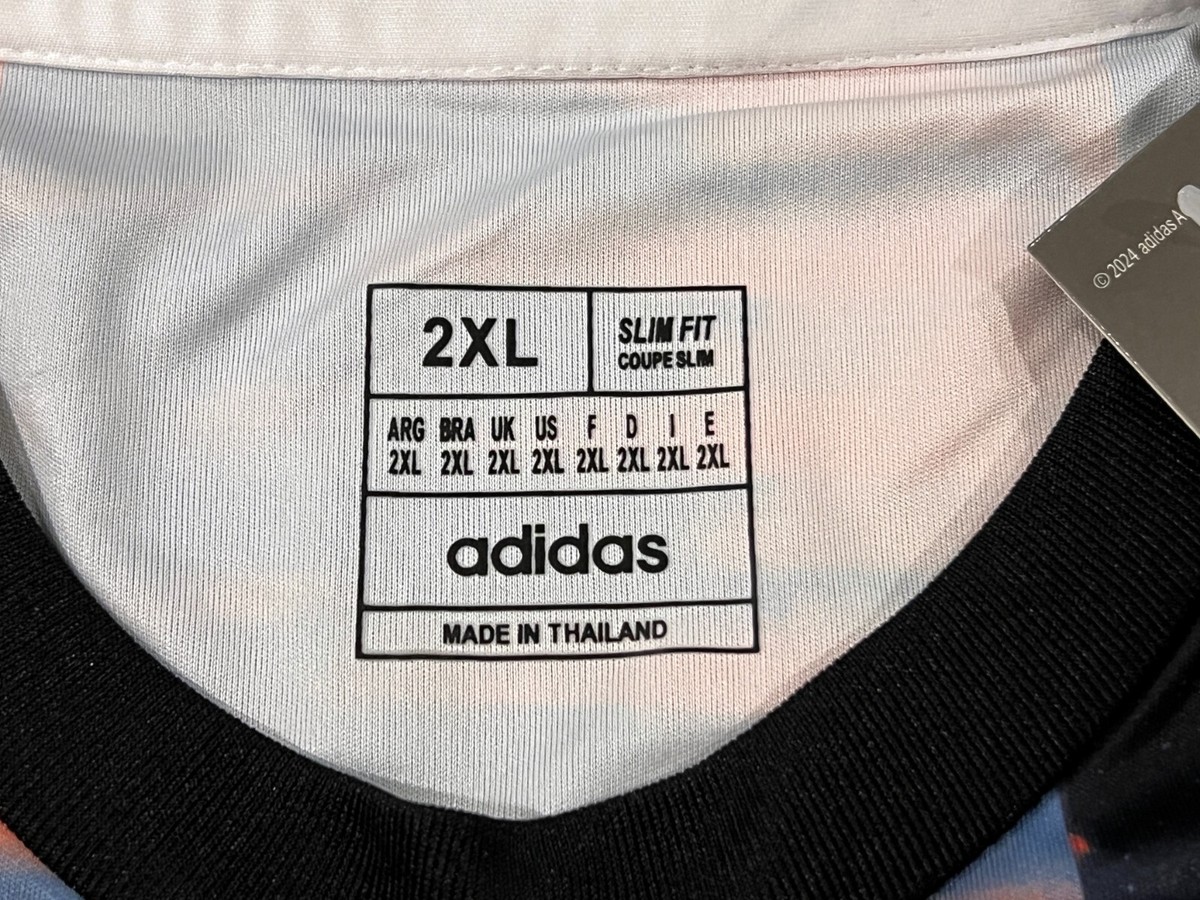 2XL
SLIM FIT
COUPE SLIM
ARG BRA UK US F D I E
2XL 2XL 2XL 2XL 2XL 2XL 2XL 2XL
adidas
MADE IN THAILAND
© 2024 adidas A